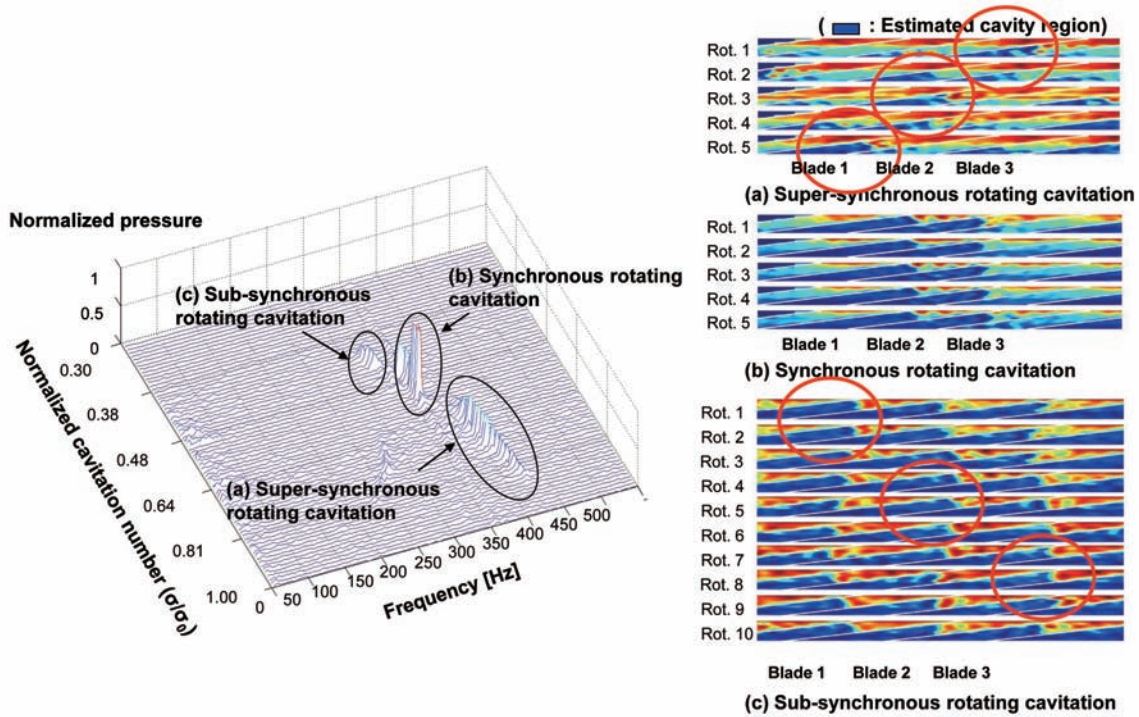 Normalized pressure
1
0.5
0
(c) Sub-synchronous
rotating cavitation
(b) Synchronous rotating
cavitation
(a) Super-synchronous
rotating cavitation
0.30
0.38
0.48
0.64
0.81
1.00
Normalized cavitation number (σ/σ0)
0
50
100
150
200
250
300
350
400
450
500
Frequency [Hz]
( : Estimated cavity region)
Rot. 1
Rot. 2
Rot. 3
Rot. 4
Rot. 5
Blade 1 Blade 2 Blade 3
(a) Super-synchronous rotating cavitation
Rot. 1
Rot. 2
Rot. 3
Rot. 4
Rot. 5
Blade 1 Blade 2 Blade 3
(b) Synchronous rotating cavitation
Rot. 1
Rot. 2
Rot. 3
Rot. 4
Rot. 5
Rot. 6
Rot. 7
Rot. 8
Rot. 9
Rot. 10
Blade 1 Blade 2 Blade 3
(c) Sub-synchronous rotating cavitation